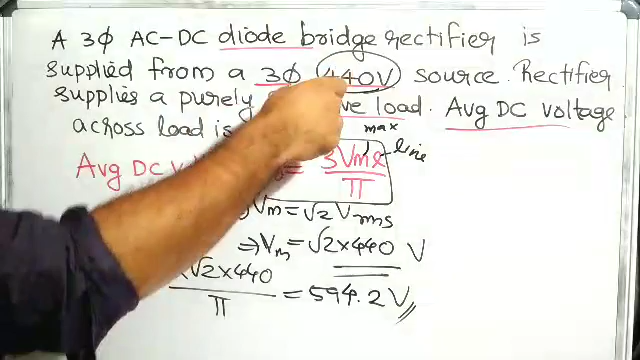 A 3φ AC-DC diode bridge rectifier is
supplied from a 3φ 440V source. Rectifier
supplies a purely load. Avg DC voltage
across load is
max
line
Avg DC = 3Vml / π
Vm = √2 Vrms
⇒ Vm = √2 × 440 V
√2 × 440 / π = 594.2 V